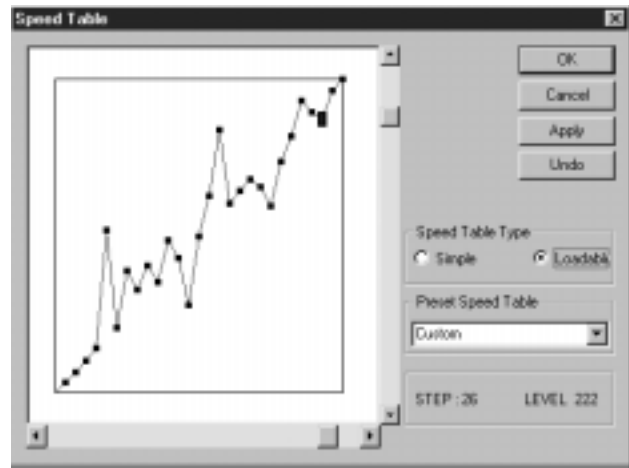 Speed Table
OK
Cancel
Apply
Undo
Speed Table Type
Simple
Loadabl
Preset Speed Table
Custom
STEP : 26 LEVEL 222